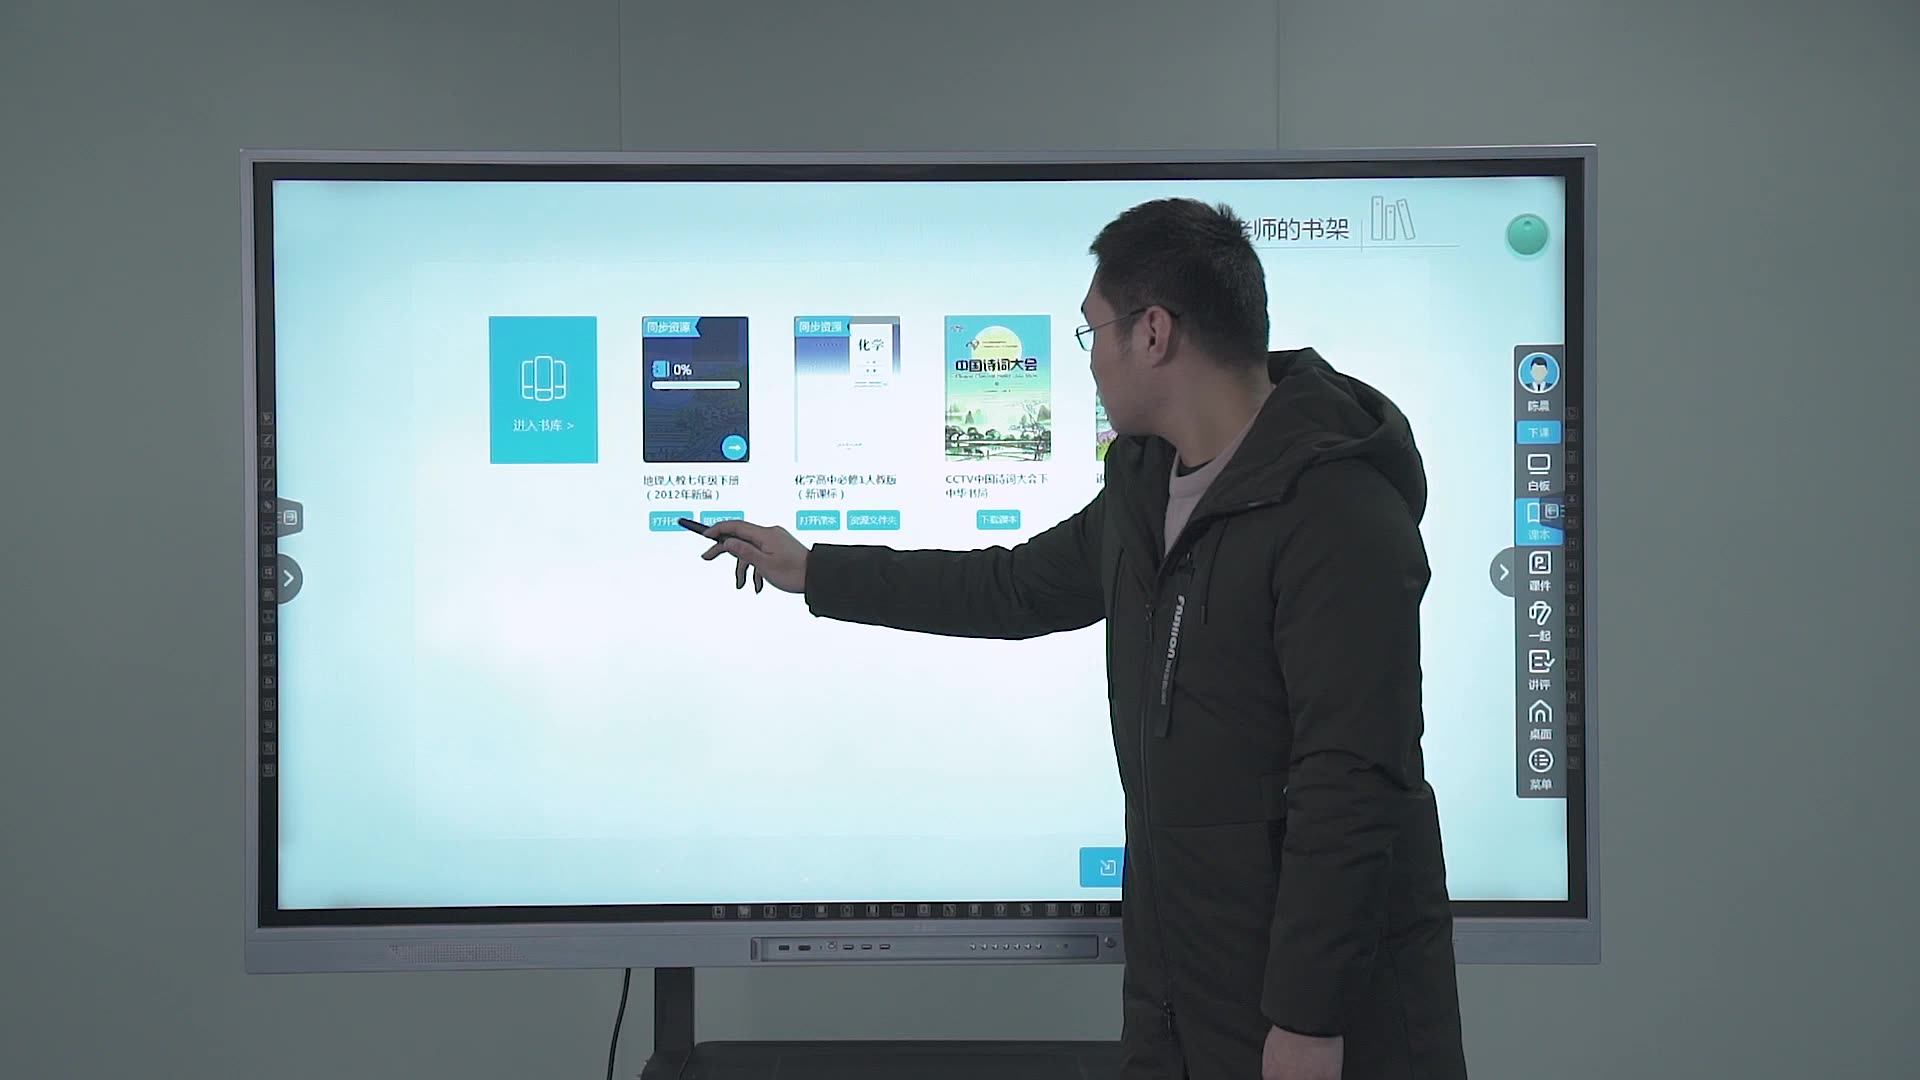 老师的书架
进入书库 >
同步资源
0%
地理人教七年级下册
（2012年新编）
打开课
同步资源
化学
化学高中必修1人教版
（新课标）
打开课本
资源文件夹
中国诗词大会
CCTV中国诗词大会下
中华书局
下载课本
陈晨
下课
白板
课本
课件
一起
讲评
桌面
菜单